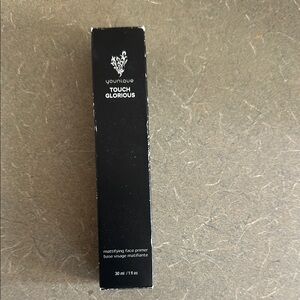 younique
TOUCH
GLORIOUS
mattifying face primer
base visage matifiante
30 ml / 1 fl oz